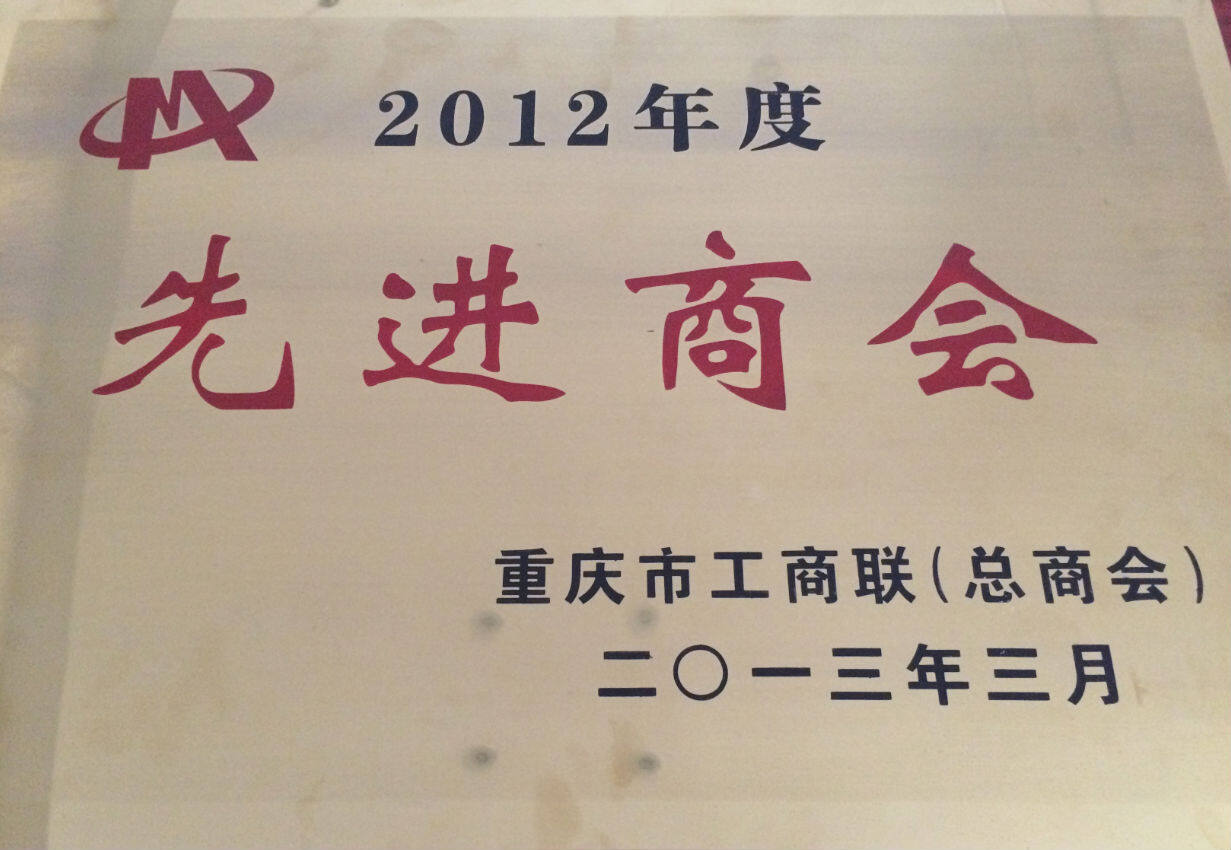 2012年度
先进商会
重庆市工商联(总商会)
二〇一三年三月